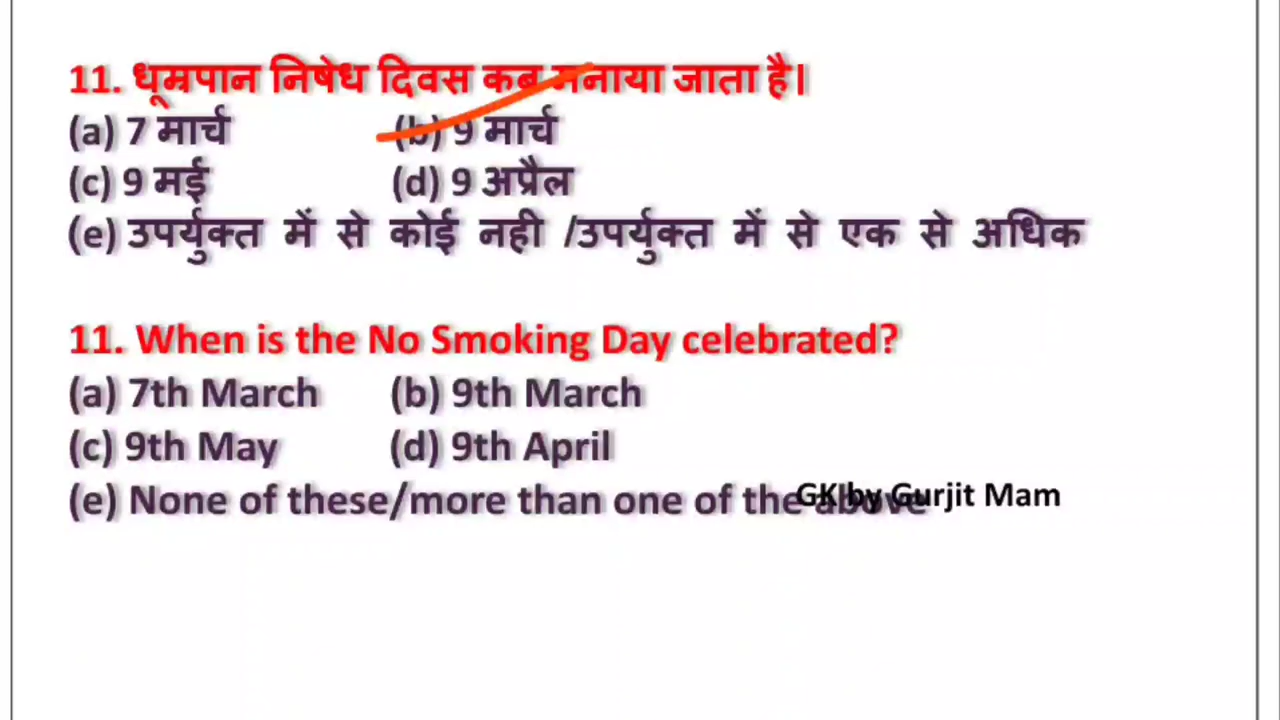 11. धूम्रपान निषेध दिवस कब मनाया जाता है।
(a) 7 मार्च (b) 9 मार्च
(c) 9 मई (d) 9 अप्रैल
(e) उपर्युक्त में से कोई नही /उपर्युक्त में से एक से अधिक
11. When is the No Smoking Day celebrated?
(a) 7th March (b) 9th March
(c) 9th May (d) 9th April
(e) None of these/more than one of the above
GK by Gurjit Mam